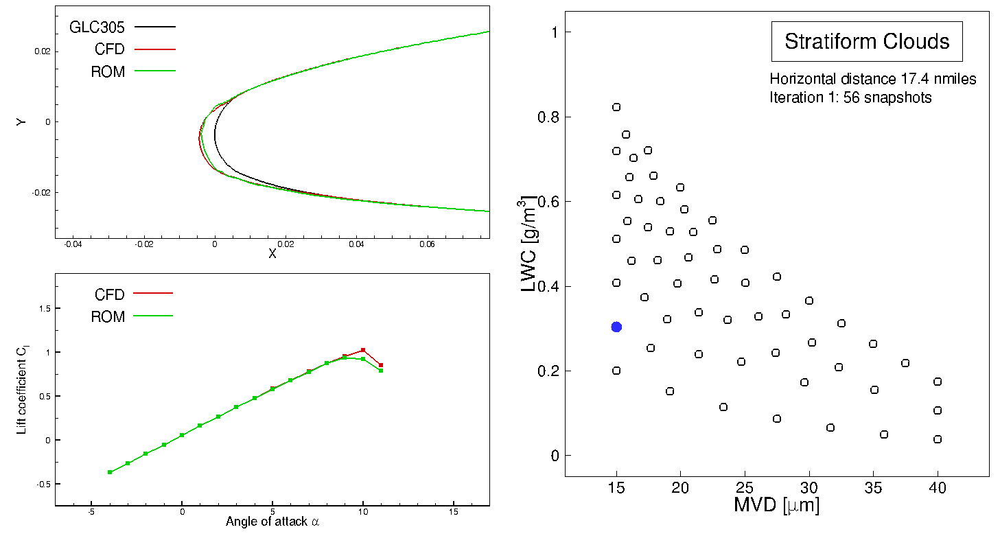 GLC305
CFD
ROM
0.02
0
-0.02
Y
-0.04
-0.02
0
0.02
0.04
0.06
X
CFD
ROM
1.5
1
0.5
0
-0.5
Lift coefficient Cl
-5
0
5
10
15
Angle of attack α
Stratiform Clouds
Horizontal distance 17.4 nmiles
Iteration 1: 56 snapshots
1
0.8
0.6
0.4
0.2
0
LWC [g/m³]
15
20
25
30
35
40
MVD [μm]